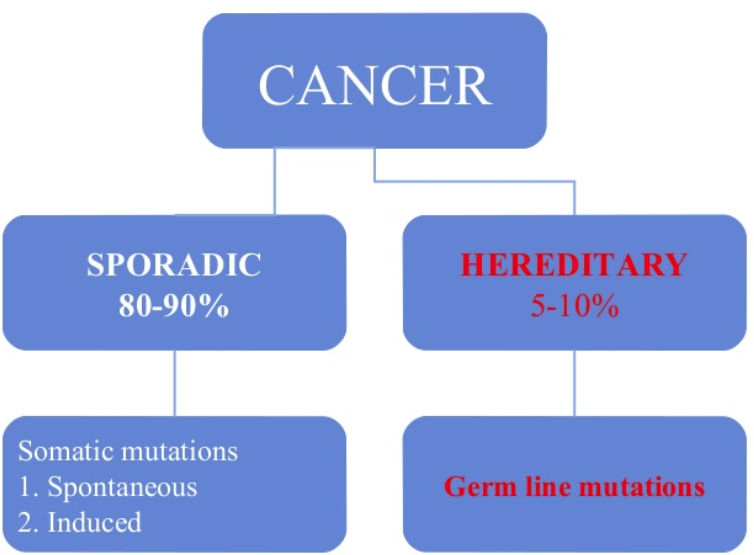 CANCER
SPORADIC
80-90%
HEREDITARY
5-10%
Somatic mutations
1. Spontaneous
2. Induced
Germ line mutations